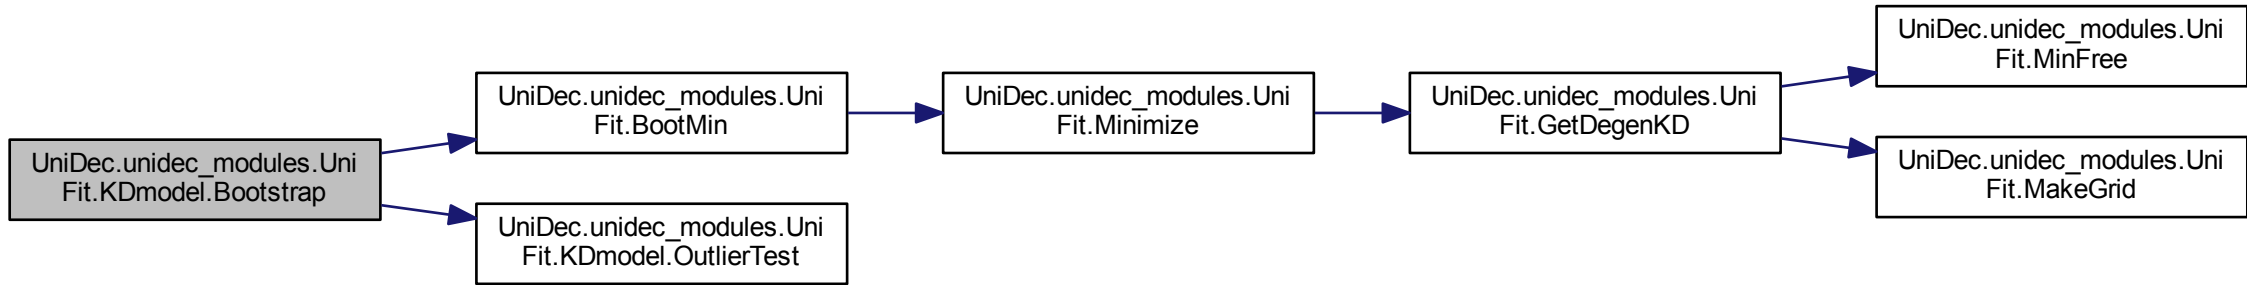 UniDec.unidec_modules.Uni
Fit.KDmodel.Bootstrap
UniDec.unidec_modules.Uni
Fit.BootMin
UniDec.unidec_modules.Uni
Fit.KDmodel.OutlierTest
UniDec.unidec_modules.Uni
Fit.Minimize
UniDec.unidec_modules.Uni
Fit.GetDegenKD
UniDec.unidec_modules.Uni
Fit.MinFree
UniDec.unidec_modules.Uni
Fit.MakeGrid